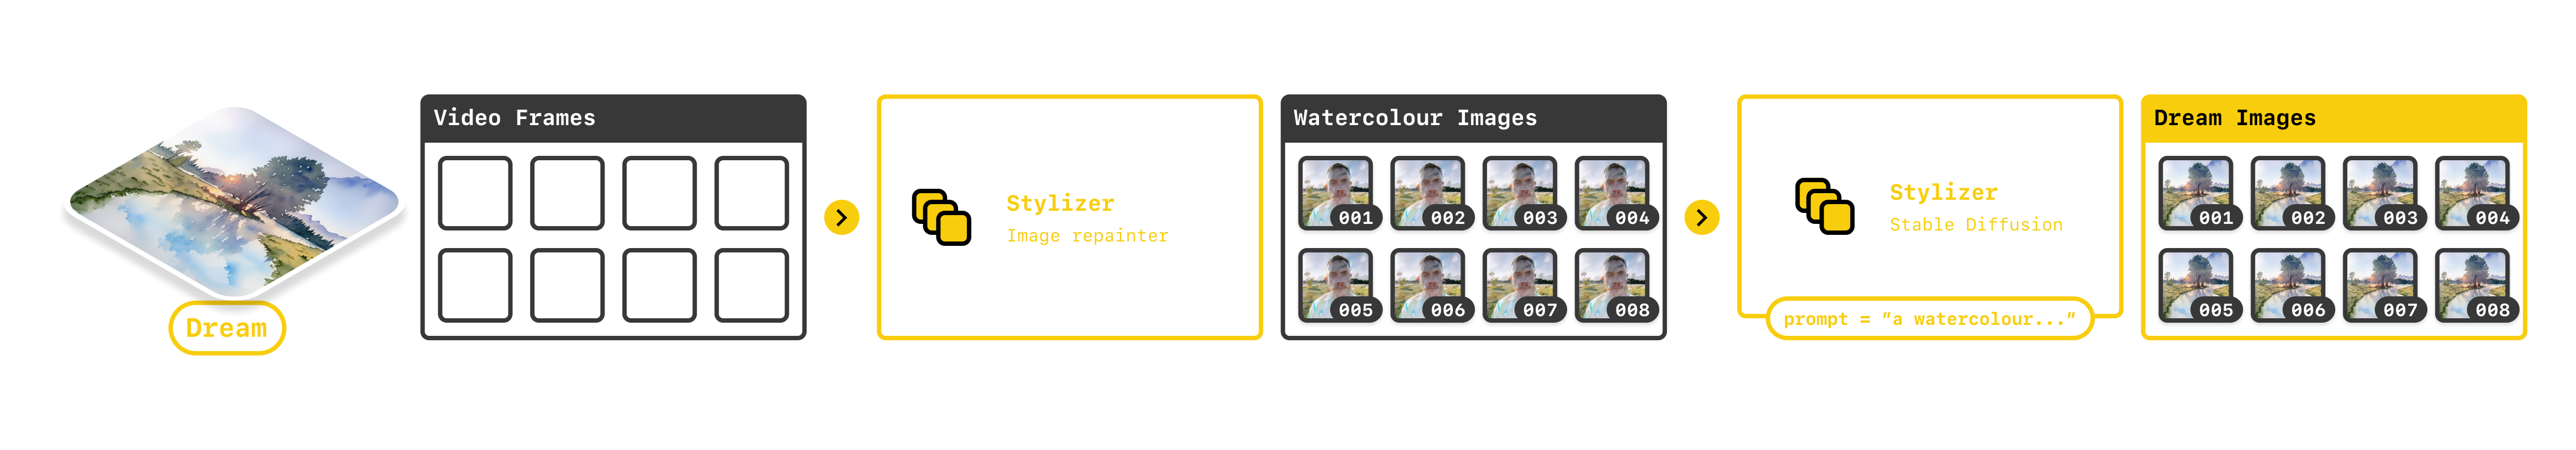 Dream
Video Frames
Stylizer
Image repainter
Watercolour Images
001 002 003 004
005 006 007 008
Stylizer
Stable Diffusion
prompt = "a watercolour..."
Dream Images
001 002 003 004
005 006 007 008